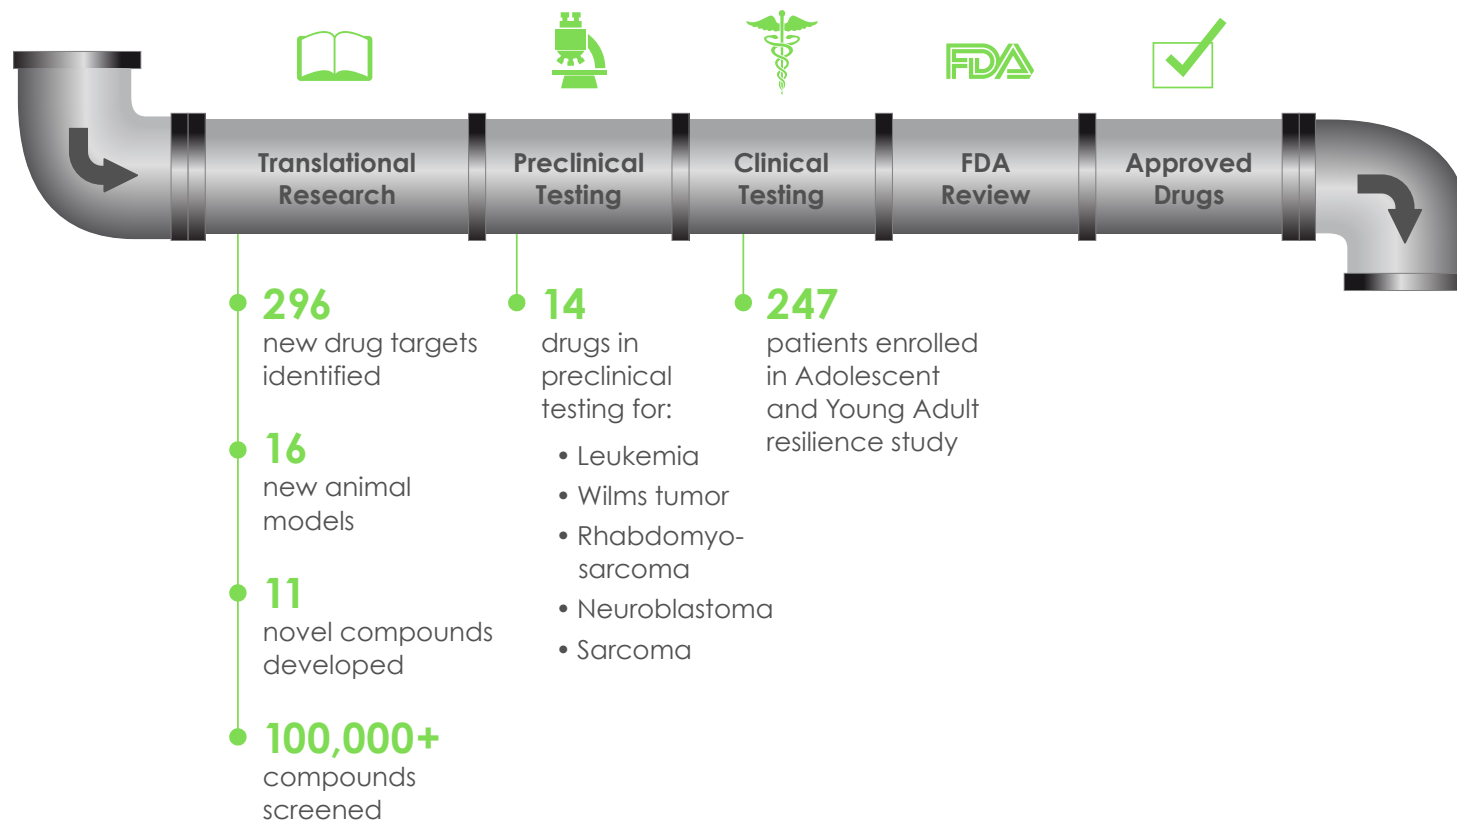 FDA
Translational
Research
Preclinical
Testing
Clinical
Testing
FDA
Review
Approved
Drugs
296
new drug targets
identified
16
new animal
models
11
novel compounds
developed
100,000+
compounds
screened
14
drugs in
preclinical
testing for:
• Leukemia
• Wilms tumor
• Rhabdomyo-
sarcoma
• Neuroblastoma
• Sarcoma
247
patients enrolled
in Adolescent
and Young Adult
resilience study